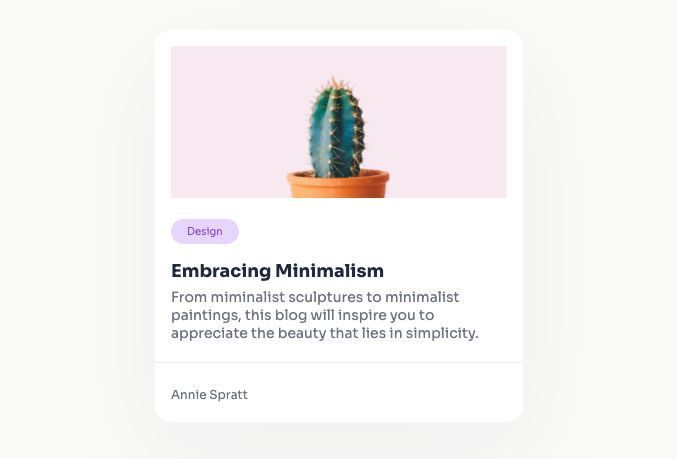 Design
Embracing Minimalism
From miminalist sculptures to minimalist
paintings, this blog will inspire you to
appreciate the beauty that lies in simplicity.
Annie Spratt